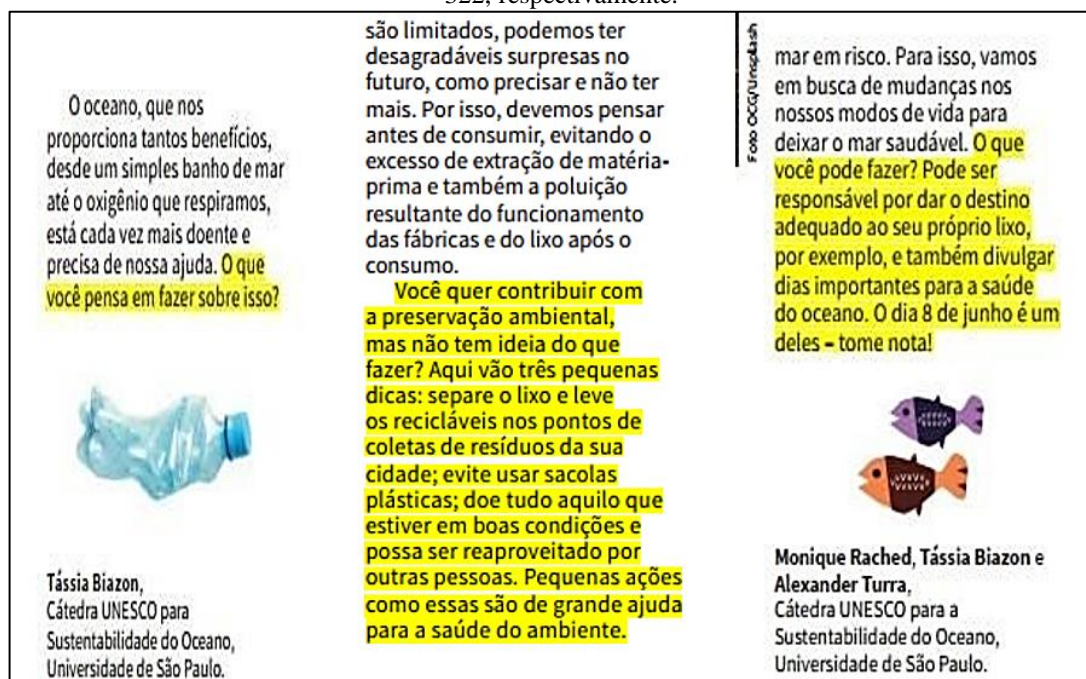 322, respectivamente.
O oceano, que nos
proporciona tantos benefícios,
desde um simples banho de mar
até o oxigênio que respiramos,
está cada vez mais doente e
precisa de nossa ajuda. O que
você pensa em fazer sobre isso?
Tássia Biazon,
Cátedra UNESCO para
Sustentabilidade do Oceano,
Universidade de São Paulo.
são limitados, podemos ter
desagradáveis surpresas no
futuro, como precisar e não ter
mais. Por isso, devemos pensar
antes de consumir, evitando o
excesso de extração de matéria-
prima e também a poluição
resultante do funcionamento
das fábricas e do lixo após o
consumo.
Você quer contribuir com
a preservação ambiental,
mas não tem ideia do que
fazer? Aqui vão três pequenas
dicas: separe o lixo e leve
os recicláveis nos pontos de
coletas de resíduos da sua
cidade; evite usar sacolas
plásticas; doe tudo aquilo que
estiver em boas condições e
possa ser reaproveitado por
outras pessoas. Pequenas ações
como essas são de grande ajuda
para a saúde do ambiente.
Foto OCG/Unsplash
mar em risco. Para isso, vamos
em busca de mudanças nos
nossos modos de vida para
deixar o mar saudável. O que
você pode fazer? Pode ser
responsável por dar o destino
adequado ao seu próprio lixo,
por exemplo, e também divulgar
dias importantes para a saúde
do oceano. O dia 8 de junho é um
deles – tome nota!
Monique Rached, Tássia Biazon e
Alexander Turra,
Cátedra UNESCO para a
Sustentabilidade do Oceano,
Universidade de São Paulo.